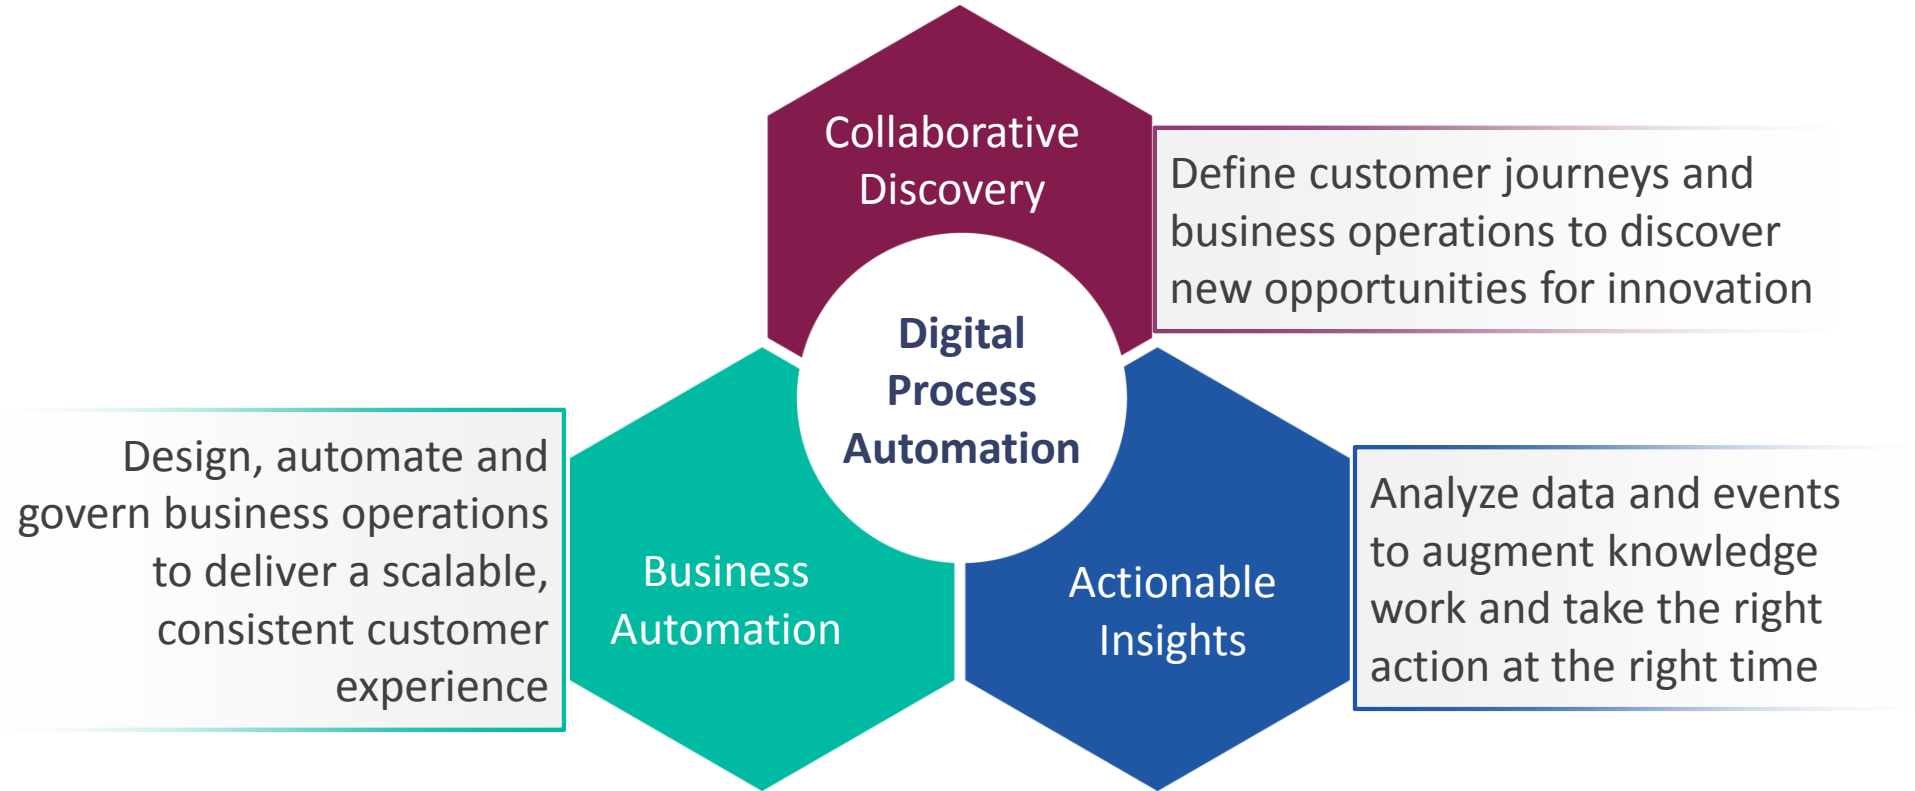 Collaborative
Discovery
Define customer journeys and
business operations to discover
new opportunities for innovation
Digital
Process
Automation
Design, automate and
govern business operations
to deliver a scalable,
consistent customer
experience
Business
Automation
Actionable
Insights
Analyze data and events
to augment knowledge
work and take the right
action at the right time